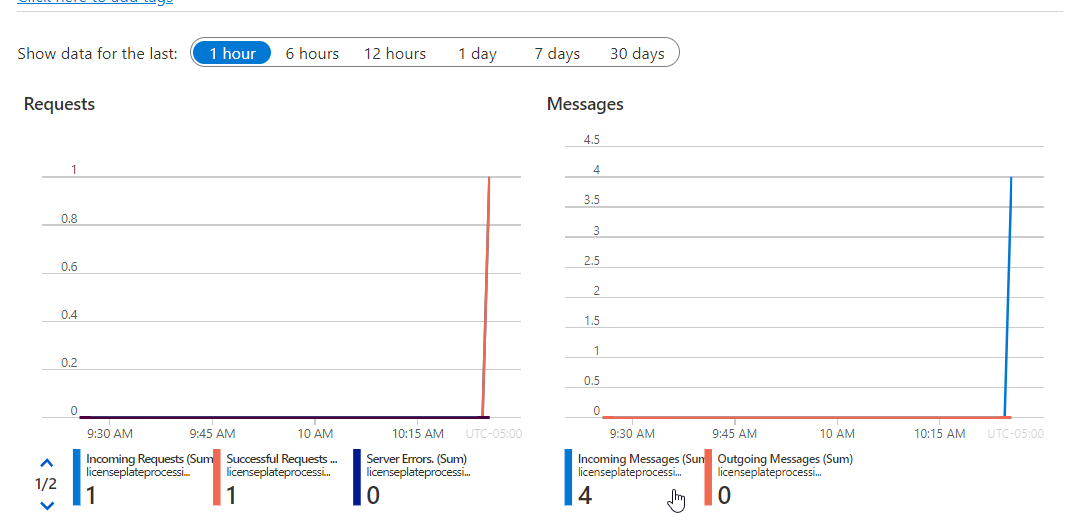 Click here to add tags
Show data for the last: 1 hour 6 hours 12 hours 1 day 7 days 30 days
Requests
1
0.8
0.6
0.4
0.2
0
9:30 AM 9:45 AM 10 AM 10:15 AM UTC-05:00
1/2
Incoming Requests (Sum
licenseplateprocessi...
1
Successful Requests ...
licenseplateprocessi...
1
Server Errors. (Sum)
licenseplateprocessi...
0
Messages
4.5
4
3.5
3
2.5
2
1.5
1
0.5
0
9:30 AM 9:45 AM 10 AM 10:15 AM UTC-05:00
Incoming Messages (Sum
licenseplateprocessi...
4
Outgoing Messages (Sum)
licenseplateprocessi...
0